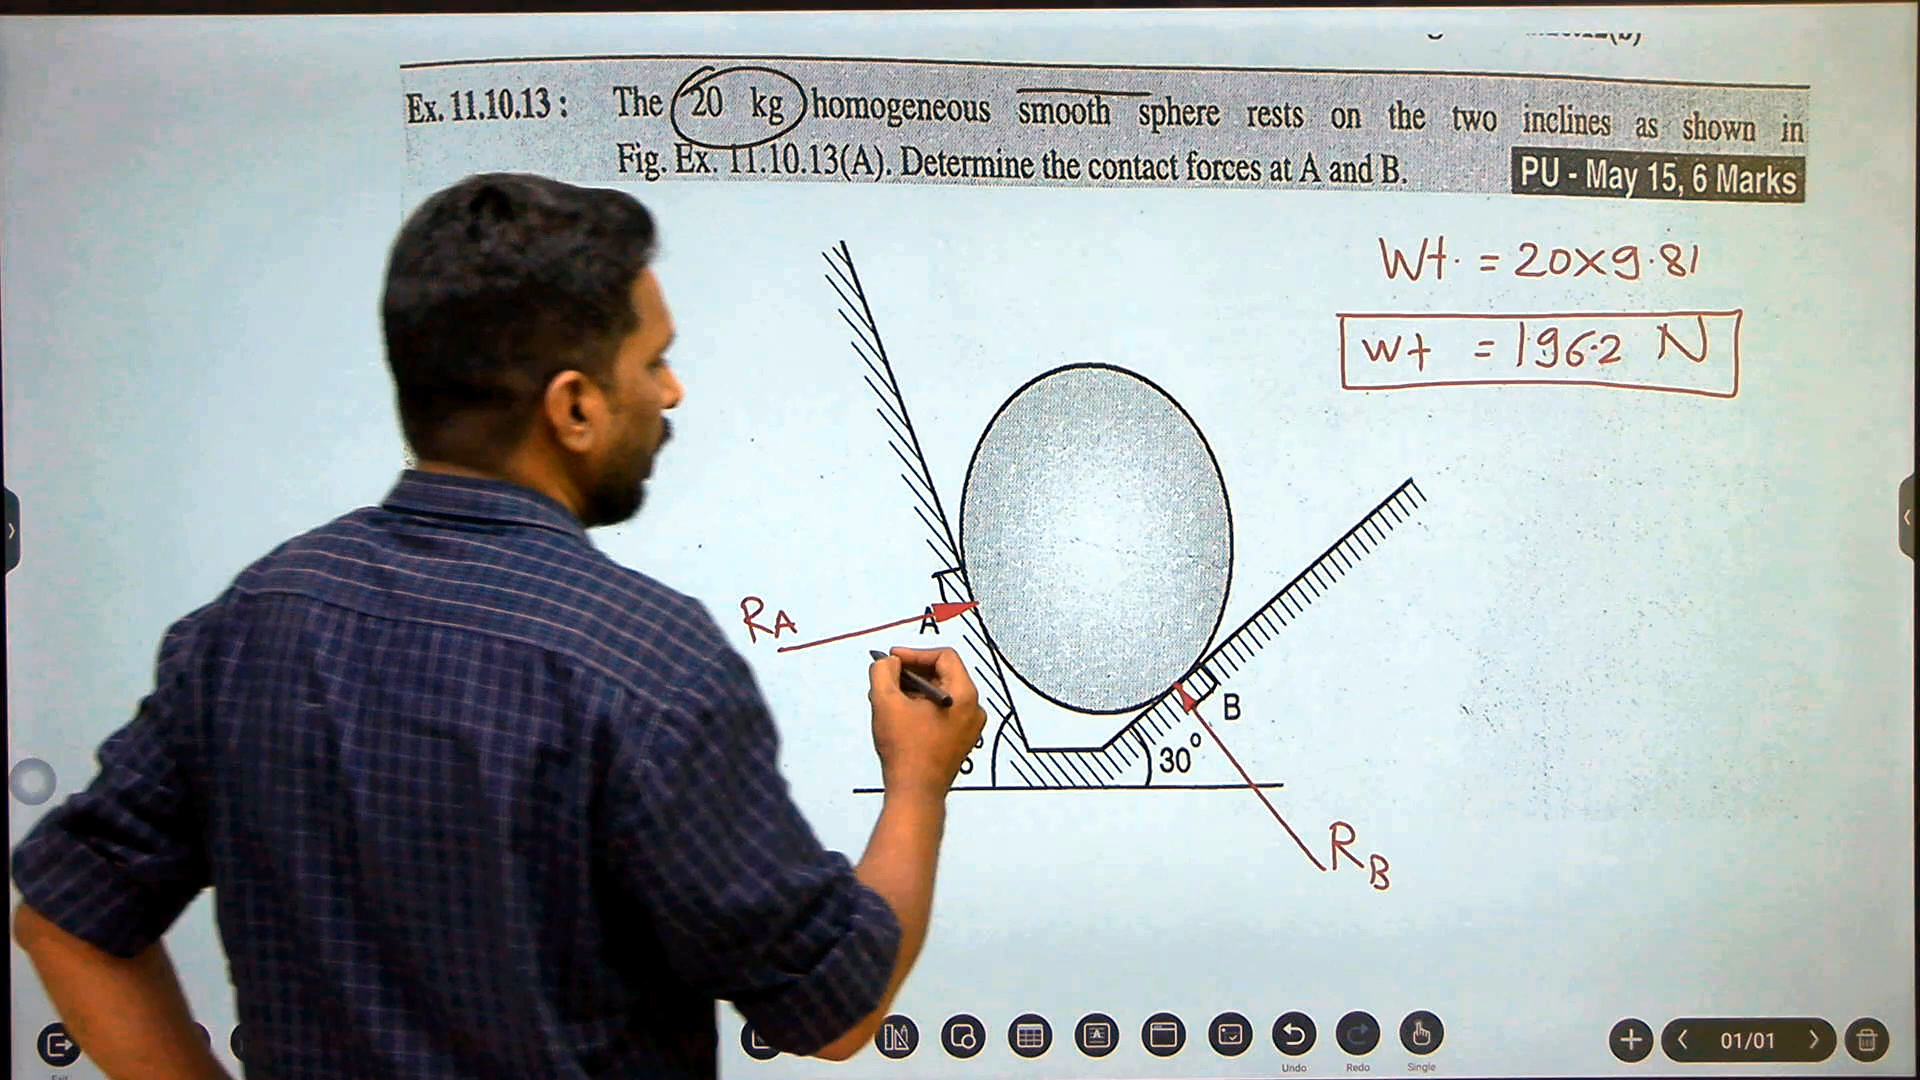 Ex. 11.10.13 : The 20 kg homogeneous smooth sphere rests on the two inclines as shown in
Fig. Ex. 11.10.13(A). Determine the contact forces at A and B.
PU - May 15, 6 Marks
Wt. = 20×9.81
wt = 196.2 N
RA
A
B
30°
RB
Undo
Redo
Single
01/01